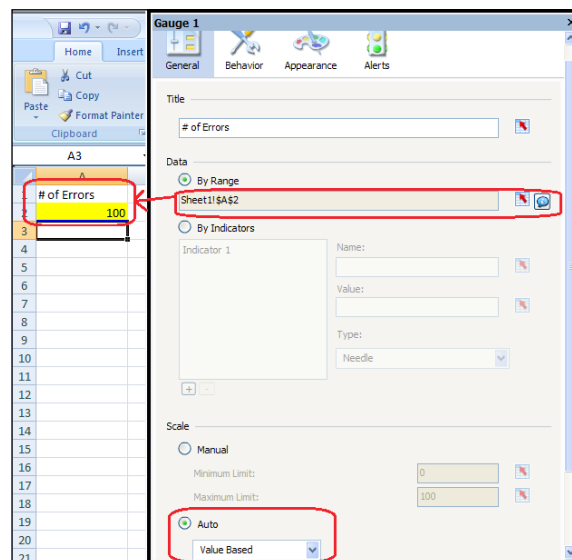 Gauge 1
Home Insert
Cut
Copy
Paste
Format Painter
Clipboard
A3
A
1 # of Errors
2 100
3
4
5
6
7
8
9
10
11
12
13
14
15
16
17
18
19
20
21
General Behavior Appearance Alerts
Title
# of Errors
Data
By Range
Sheet1!$A$2
By Indicators
Indicator 1
Name:
Value:
Type:
Needle
+ -
Scale
Manual
Minimum Limit: 0
Maximum Limit: 100
Auto
Value Based